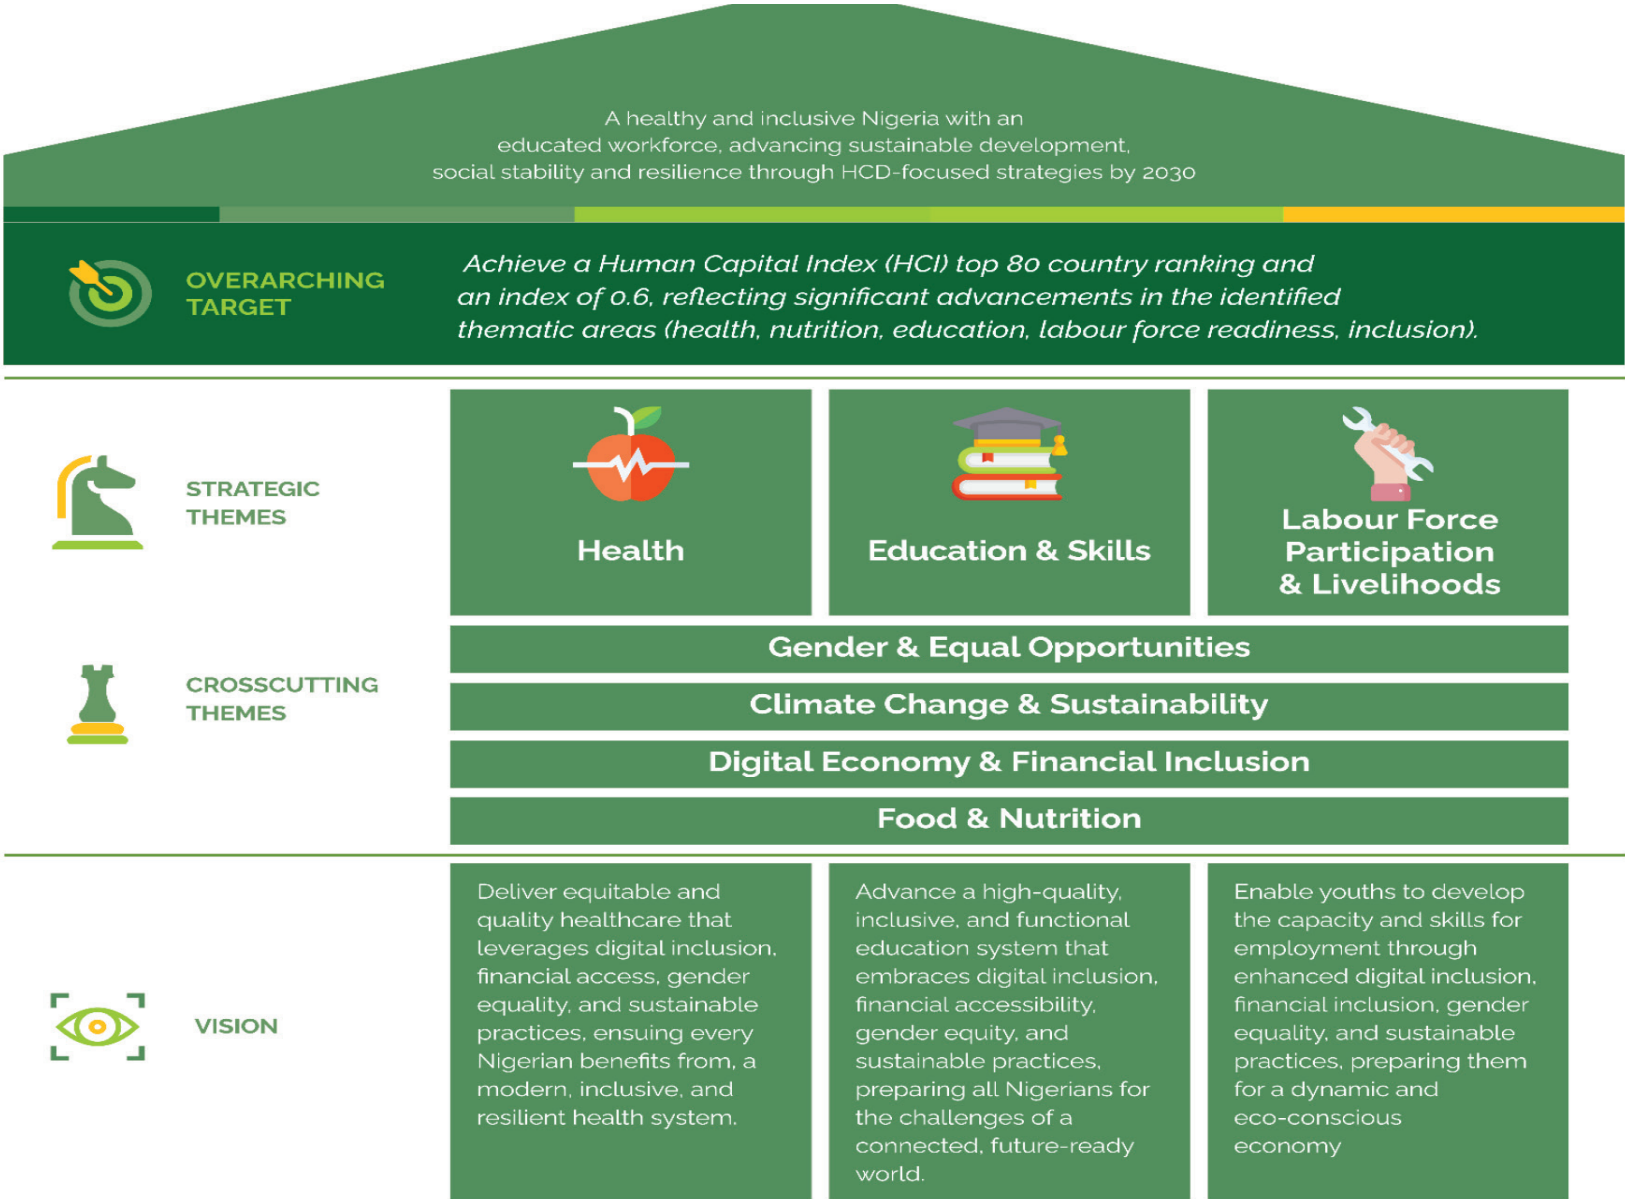 A healthy and inclusive Nigeria with an
educated workforce, advancing sustainable development,
social stability and resilience through HCD-focused strategies by 2030
OVERARCHING
TARGET
Achieve a Human Capital Index (HCI) top 80 country ranking and
an index of 0.6, reflecting significant advancements in the identified
thematic areas (health, nutrition, education, labour force readiness, inclusion).
STRATEGIC
THEMES
Health
Education & Skills
Labour Force
Participation
& Livelihoods
CROSSCUTTING
THEMES
Gender & Equal Opportunities
Climate Change & Sustainability
Digital Economy & Financial Inclusion
Food & Nutrition
VISION
Deliver equitable and
quality healthcare that
leverages digital inclusion,
financial access, gender
equality, and sustainable
practices, ensuing every
Nigerian benefits from, a
modern, inclusive, and
resilient health system.
Advance a high-quality,
inclusive, and functional
education system that
embraces digital inclusion,
financial accessibility,
gender equity, and
sustainable practices,
preparing all Nigerians for
the challenges of a
connected, future-ready
world.
Enable youths to develop
the capacity and skills for
employment through
enhanced digital inclusion,
financial inclusion, gender
equality, and sustainable
practices, preparing them
for a dynamic and
eco-conscious
economy